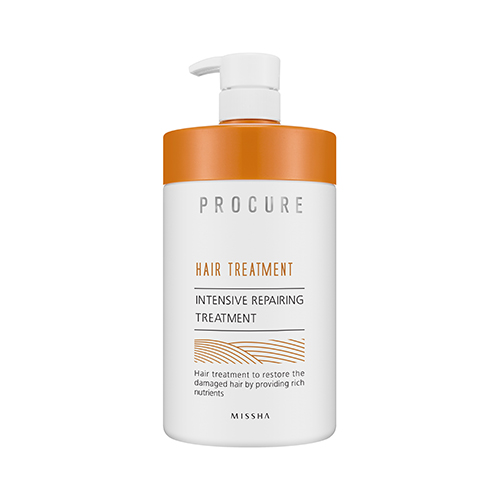 PROCURE
HAIR TREATMENT
INTENSIVE REPAIRING
TREATMENT
Hair treatment to restore the
damaged hair by providing rich
nutrients
MISSHA